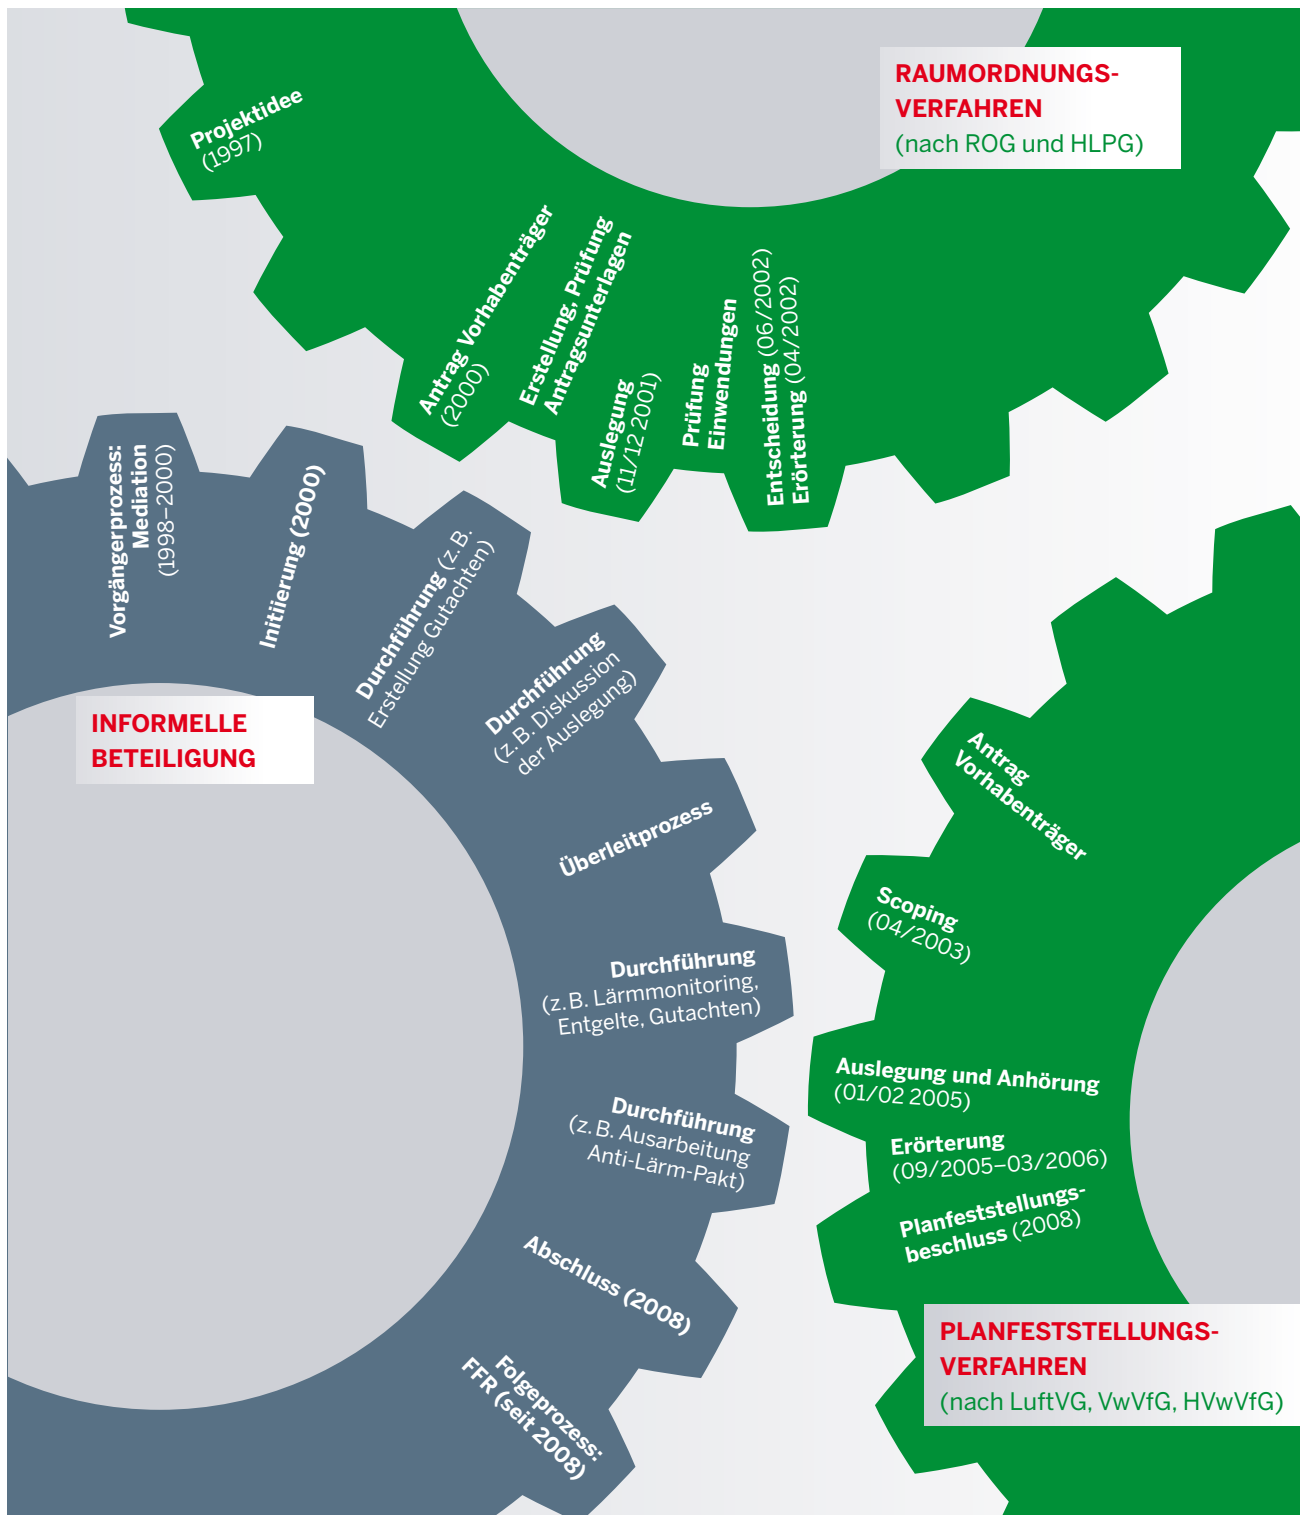 RAUMORDNUNGS-
VERFAHREN
(nach ROG und HLPG)
Projektidee
(1997)
Antrag Vorhabenträger
(2000)
Erstellung, Prüfung
Antragsunterlagen
Auslegung
(11/12 2001)
Prüfung
Einwendungen
Entscheidung (06/2002)
Erörterung (04/2002)
INFORMELLE
BETEILIGUNG
Vorgängerprozess:
Mediation
(1998–2000)
Initiierung (2000)
Durchführung (z. B.
Erstellung Gutachten)
Durchführung
(z. B. Diskussion
der Auslegung)
Überleitprozess
Durchführung
(z. B. Lärmmonitoring,
Entgelte, Gutachten)
Durchführung
(z. B. Ausarbeitung
Anti-Lärm-Pakt)
Abschluss (2008)
Folgeprozess:
FFR (seit 2008)
Antrag
Vorhabenträger
Scoping
(04/2003)
Auslegung und Anhörung
(01/02 2005)
Erörterung
(09/2005–03/2006)
Planfeststellungs-
beschluss (2008)
PLANFESTSTELLUNGS-
VERFAHREN
(nach LuftVG, VwVfG, HVwVfG)